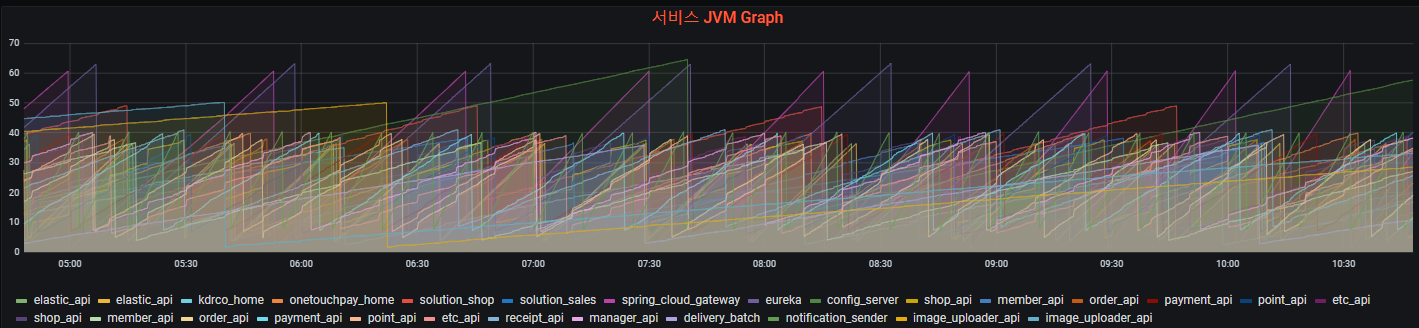 서비스 JVM Graph
70
60
50
40
30
20
10
0
05:00 05:30 06:00 06:30 07:00 07:30 08:00 08:30 09:00 09:30 10:00 10:30
elastic_api elastic_api kdrco_home onetouchpay_home solution_shop solution_sales spring_cloud_gateway eureka config_server shop_api member_api order_api payment_api point_api etc_api
shop_api member_api order_api payment_api point_api etc_api receipt_api manager_api delivery_batch notification_sender image_uploader_api image_uploader_api